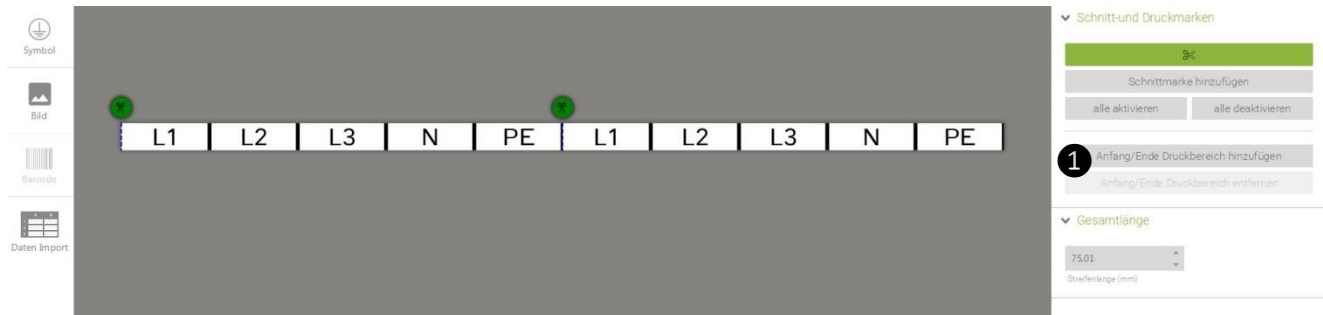 Symbol
Bild
Barcode
Daten Import
L1 L2 L3 N PE L1 L2 L3 N PE
Schnitt-und Druckmarken
Schnittmarke hinzufügen
alle aktivieren alle deaktivieren
1 Anfang/Ende Druckbereich hinzufügen
Anfang/Ende Druckbereich entfernen
Gesamtlänge
75.01
Streifenlänge (mm)